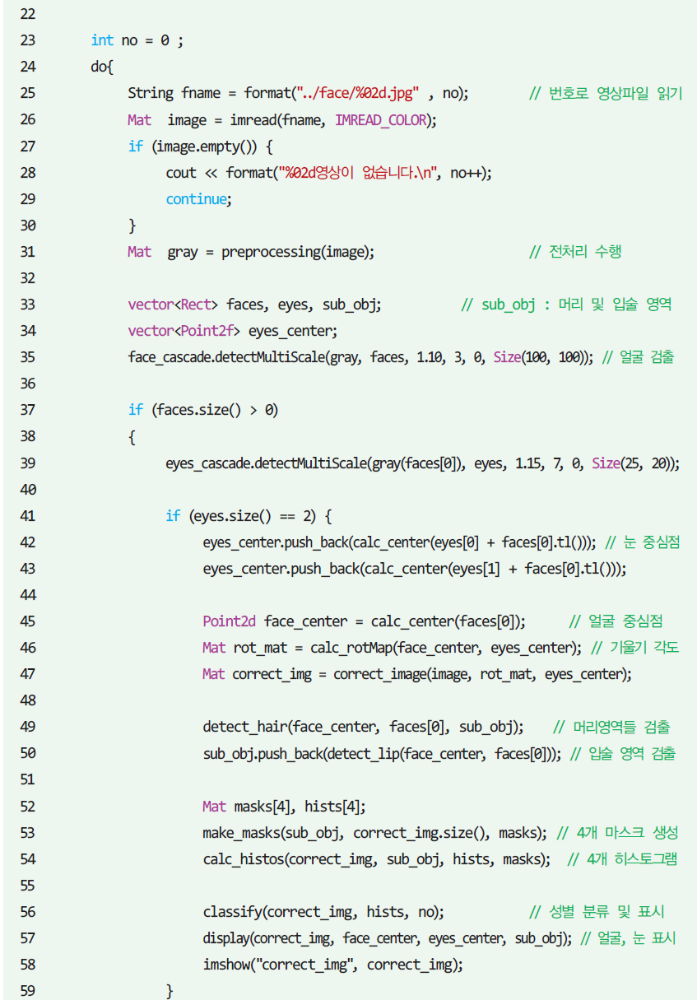 22
23 int no = 0 ;
24 do{
25 String fname = format("../face/%02d.jpg" , no); // 번호로 영상파일 읽기
26 Mat image = imread(fname, IMREAD_COLOR);
27 if (image.empty()) {
28 cout << format("%02d영상이 없습니다.\n", no++);
29 continue;
30 }
31 Mat gray = preprocessing(image); // 전처리 수행
32
33 vector<Rect> faces, eyes, sub_obj; // sub_obj : 머리 및 입술 영역
34 vector<Point2f> eyes_center;
35 face_cascade.detectMultiScale(gray, faces, 1.10, 3, 0, Size(100, 100)); // 얼굴 검출
36
37 if (faces.size() > 0)
38 {
39 eyes_cascade.detectMultiScale(gray(faces[0]), eyes, 1.15, 7, 0, Size(25, 20));
40
41 if (eyes.size() == 2) {
42 eyes_center.push_back(calc_center(eyes[0] + faces[0].tl())); // 눈 중심점
43 eyes_center.push_back(calc_center(eyes[1] + faces[0].tl()));
44
45 Point2d face_center = calc_center(faces[0]); // 얼굴 중심점
46 Mat rot_mat = calc_rotMap(face_center, eyes_center); // 기울기 각도
47 Mat correct_img = correct_image(image, rot_mat, eyes_center);
48
49 detect_hair(face_center, faces[0], sub_obj); // 머리영역들 검출
50 sub_obj.push_back(detect_lip(face_center, faces[0])); // 입술 영역 검출
51
52 Mat masks[4], hists[4];
53 make_masks(sub_obj, correct_img.size(), masks); // 4개 마스크 생성
54 calc_histos(correct_img, sub_obj, hists, masks); // 4개 히스토그램
55
56 classify(correct_img, hists, no); // 성별 분류 및 표시
57 display(correct_img, face_center, eyes_center, sub_obj); // 얼굴, 눈 표시
58 imshow("correct_img", correct_img);
59 }